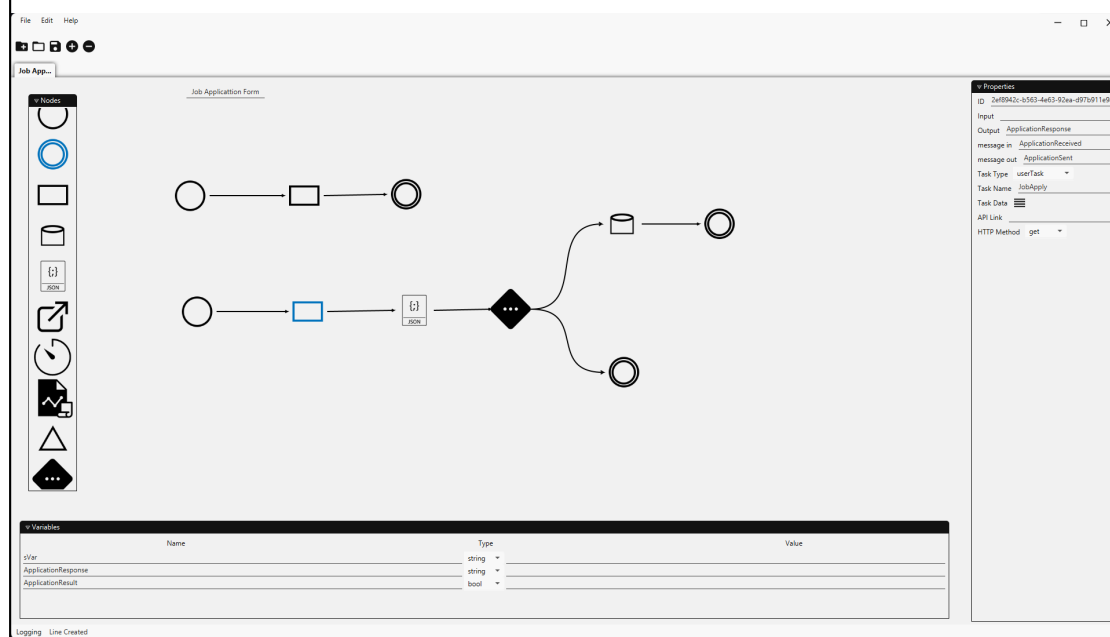 File Edit Help
Job App...
Nodes
{;}
JSON
Job Applicattion Form
{;}
JSON
Properties
ID 2ef8942c-b563-4e63-92ea-d97b911e9
Input
Output ApplicationResponse
message in ApplicationReceived
message out ApplicationSent
Task Type userTask
Task Name JobApply
Task Data
API Link
HTTP Method get
Variables
Name Type Value
sVar string
ApplicationResponse string
ApplicationResult bool
Logging Line Created